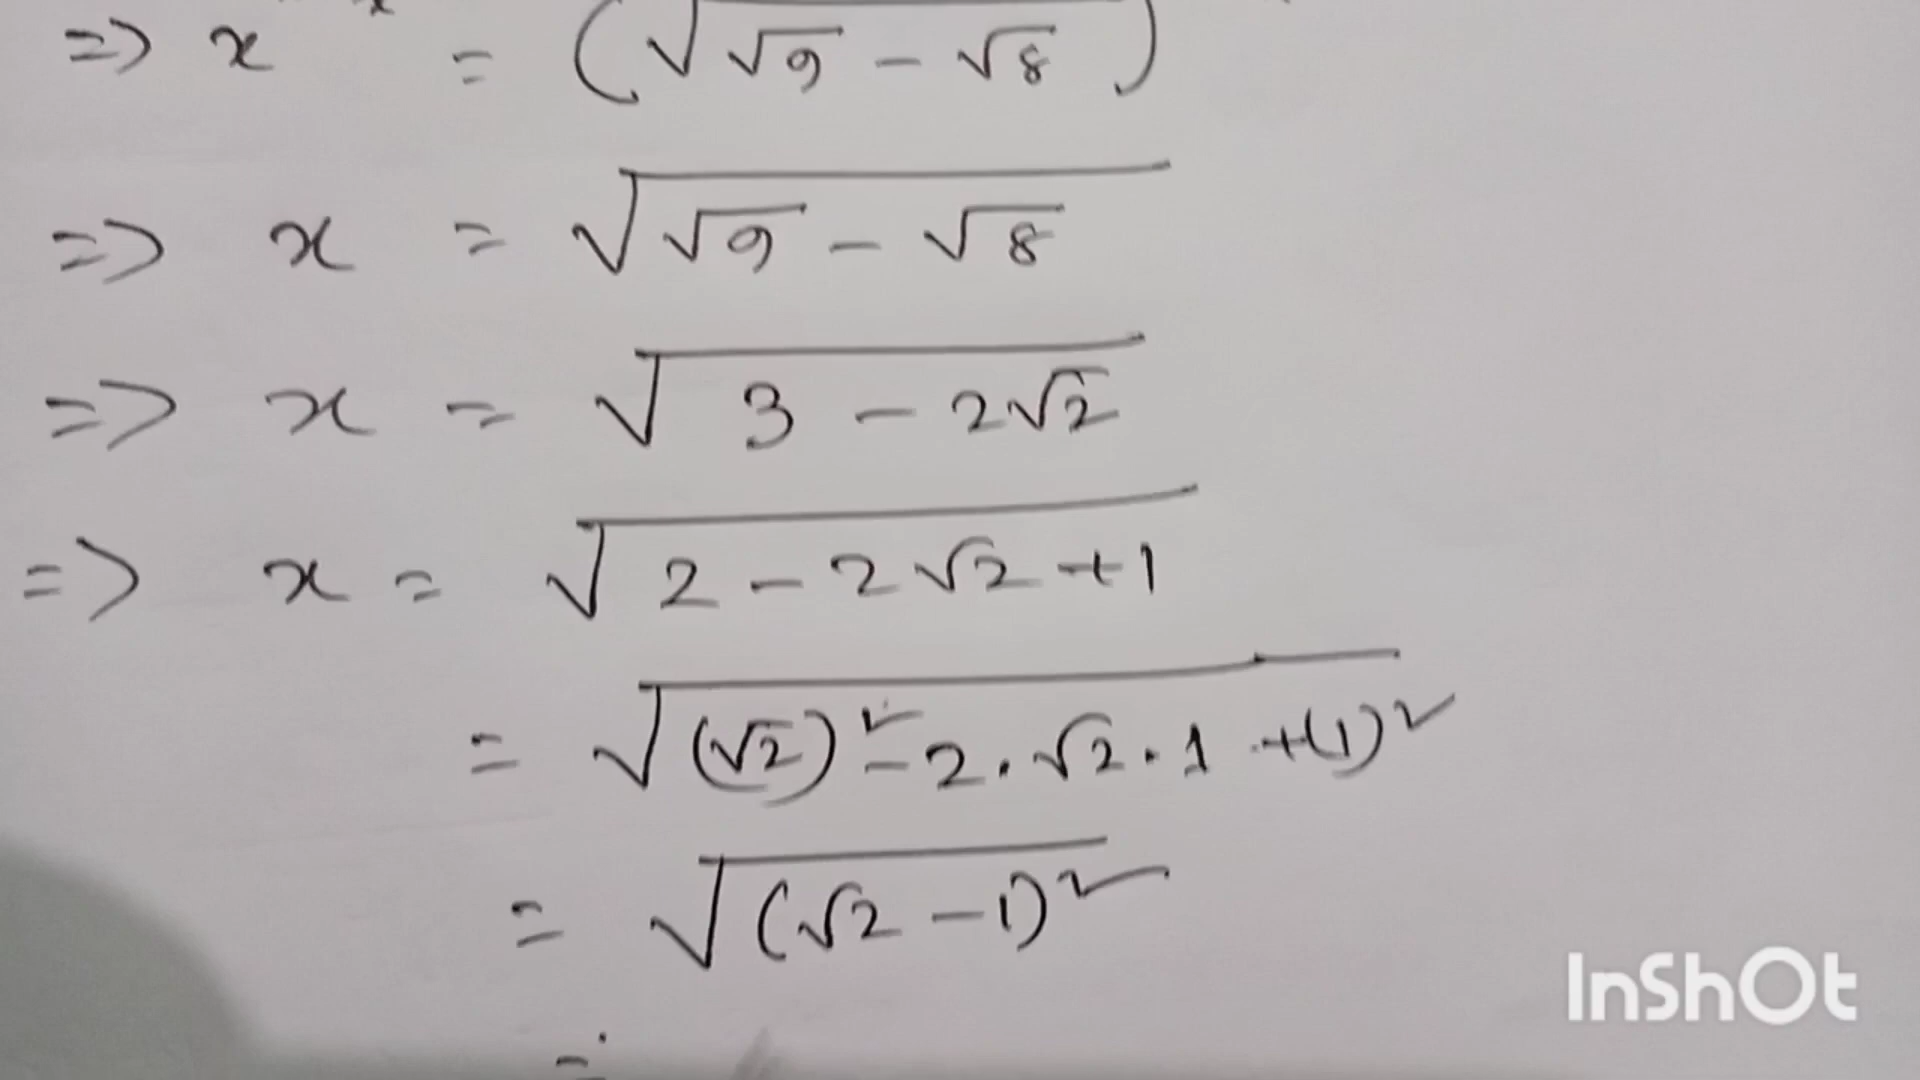 => x^x = (√(√9 - √8))
=> x = √(√9 - √8)
=> x = √(3 - 2√2)
=> x = √(2 - 2√2 + 1)
= √((√2)² - 2.√2.1 + (1)²)
= √((√2 - 1)²)
=
InShOt